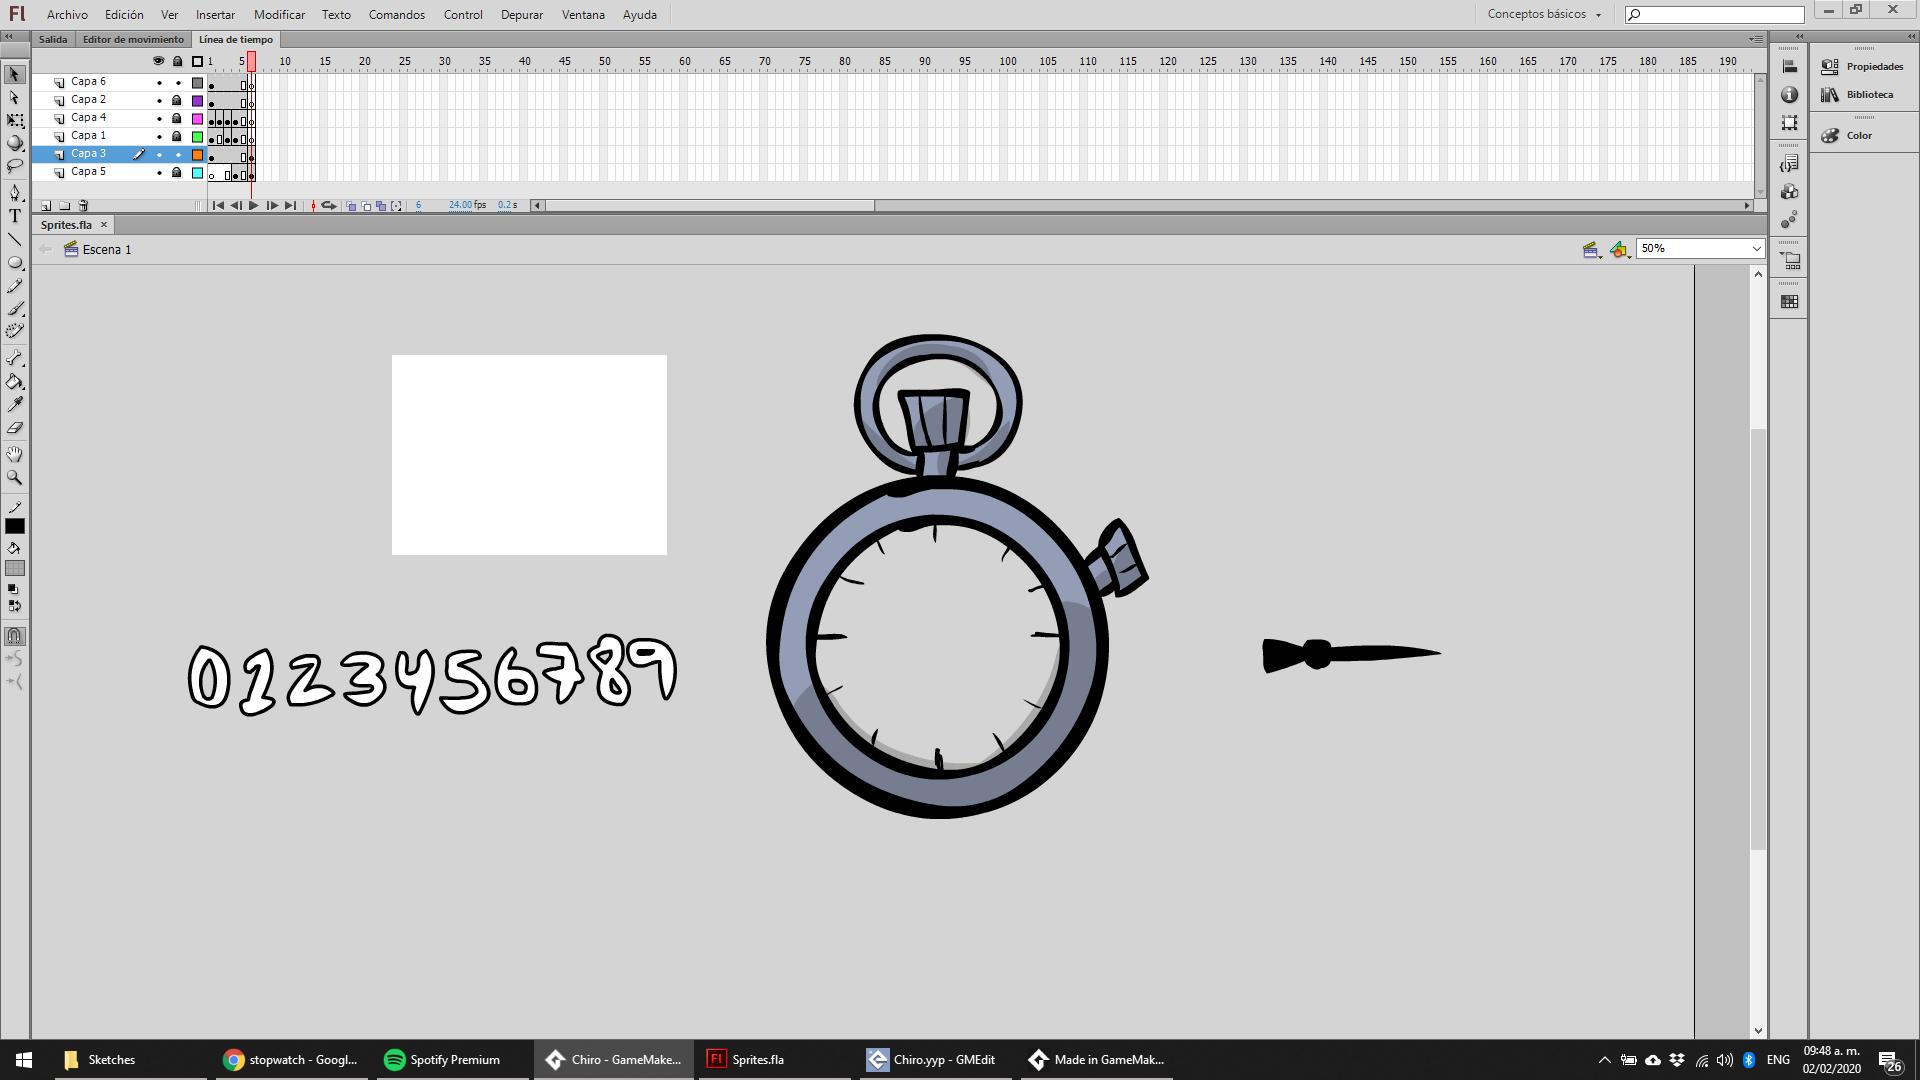 Fl Archivo Edición Ver Insertar Modificar Texto Comandos Control Depurar Ventana Ayuda Conceptos básicos
Salida Editor de movimiento Línea de tiempo
1 5 10 15 20 25 30 35 40 45 50 55 60 65 70 75 80 85 90 95 100 105 110 115 120 125 130 135 140 145 150 155 160 165 170 175 180 185 190
Capa 6
Capa 2
Capa 4
Capa 1
Capa 3
Capa 5
6 24.00 fps 0.2 s
Propiedades
Biblioteca
Color
Sprites.fla
Escena 1 50%
0123456789
Sketches stopwatch - Googl... Spotify Premium Chiro - GameMake... Fl Sprites.fla Chiro.yyp - GMEdit Made in GameMak... ENG
09:48 a. m.
02/02/2020
26